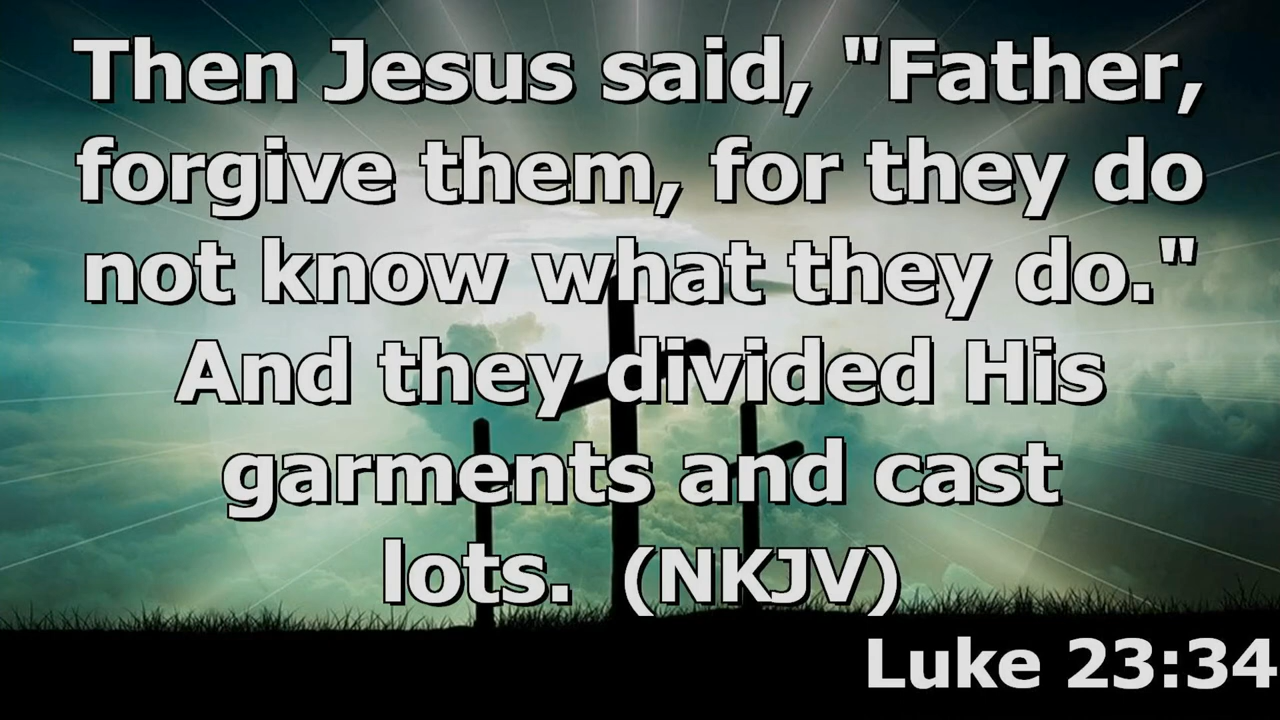 Then Jesus said, "Father,
forgive them, for they do
not know what they do."
And they divided His
garments and cast
lots.  (NKJV)
Luke 23:34